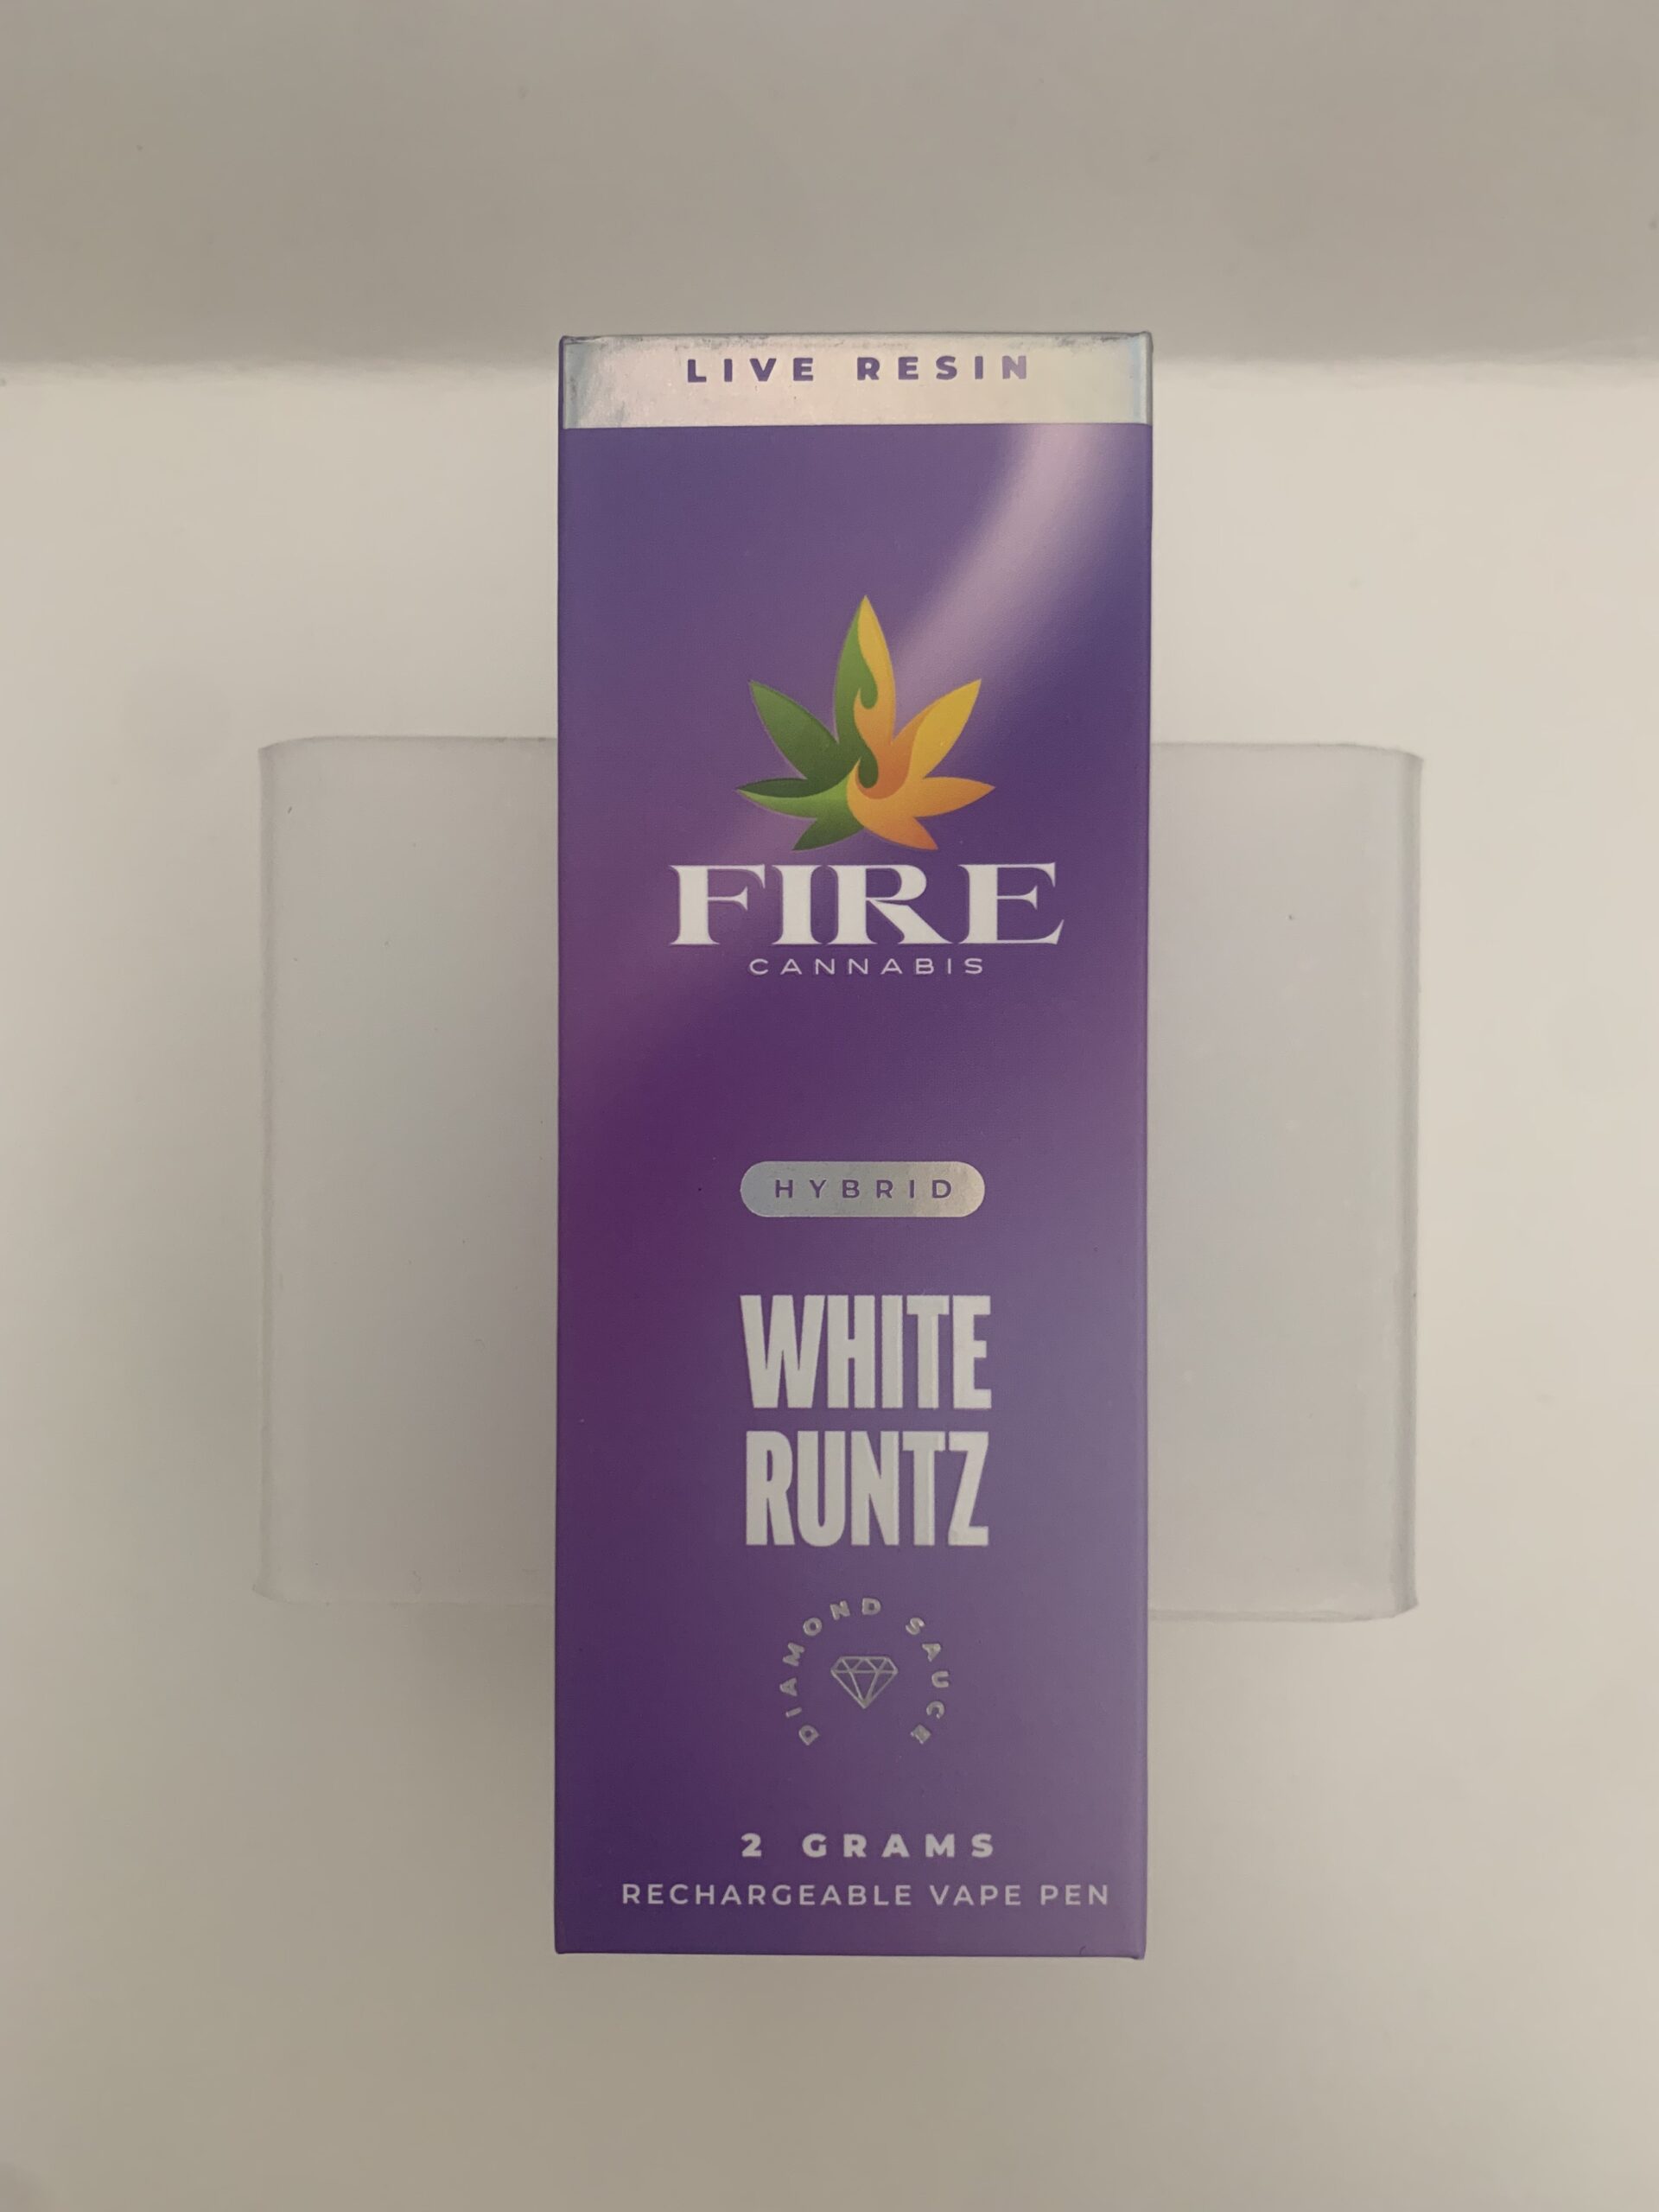 LIVE RESIN
FIRE
CANNABIS
HYBRID
WHITE
RUNTZ
DIAMOND SAUCE
2 GRAMS
RECHARGEABLE VAPE PEN